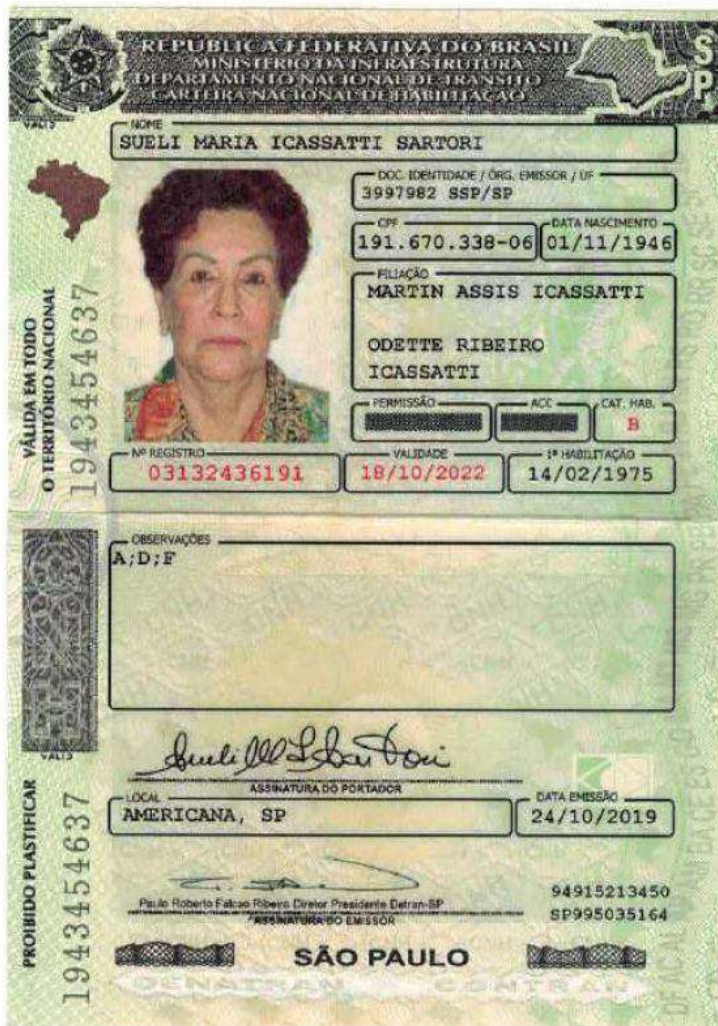 REPÚBLICA FEDERATIVA DO BRASIL
MINISTÉRIO DA INFRAESTRUTURA
DEPARTAMENTO NACIONAL DE TRÂNSITO
CARTEIRA NACIONAL DE HABILITAÇÃO
SP
NOME
SUELI MARIA ICASSATTI SARTORI
DOC. IDENTIDADE / ÓRG. EMISSOR / UF
3997982 SSP/SP
CPF
191.670.338-06
DATA NASCIMENTO
01/11/1946
FILIAÇÃO
MARTIN ASSIS ICASSATTI
ODETTE RIBEIRO
ICASSATTI
PERMISSÃO
ACC
CAT. HAB.
B
Nº REGISTRO
03132436191
VALIDADE
18/10/2022
1ª HABILITAÇÃO
14/02/1975
VÁLIDA EM TODO
O TERRITÓRIO NACIONAL
1943454637
OBSERVAÇÕES
A;D;F
ASSINATURA DO PORTADOR
LOCAL
AMERICANA, SP
DATA EMISSÃO
24/10/2019
Paulo Roberto Falcao Ribeiro Diretor Presidente Detran-SP
ASSINATURA DO EMISSOR
94915213450
SP995035164
PROIBIDO PLASTIFICAR
1943454637
SÃO PAULO
DENATRAN CONTRAN